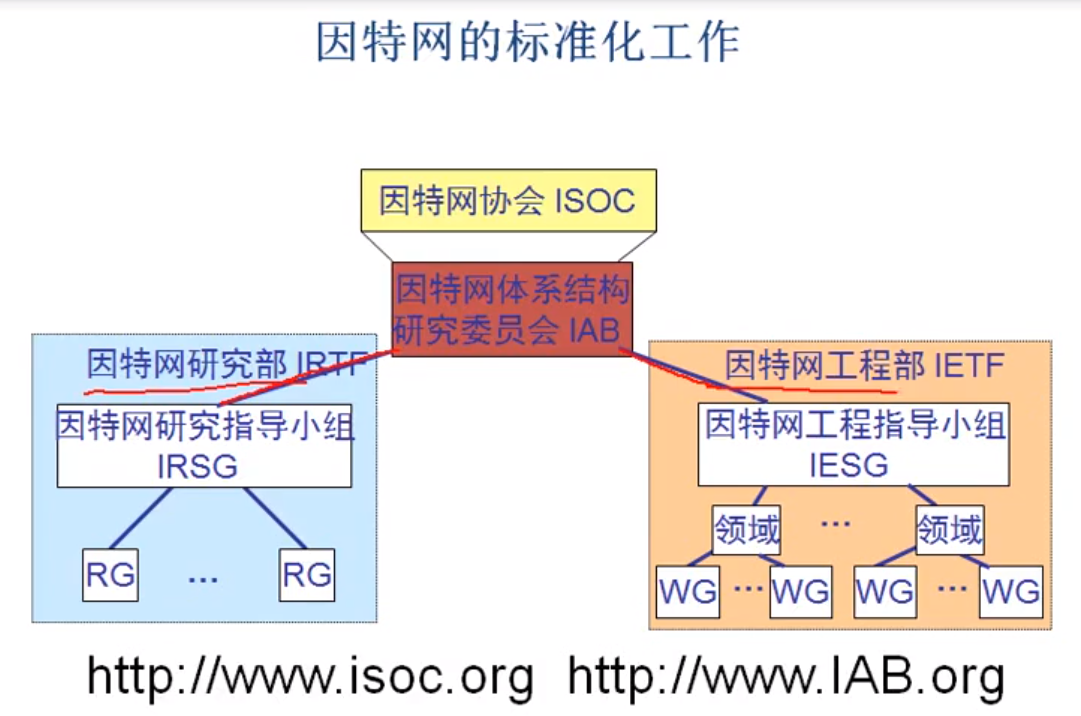 因特网的标准化工作
因特网协会 ISOC
因特网体系结构
研究委员会 IAB
因特网研究部 IRTF
因特网研究指导小组
IRSG
RG … RG
因特网工程部 IETF
因特网工程指导小组
IESG
领域 … 领域
WG … WG WG … WG
http://www.isoc.org http://www.IAB.org